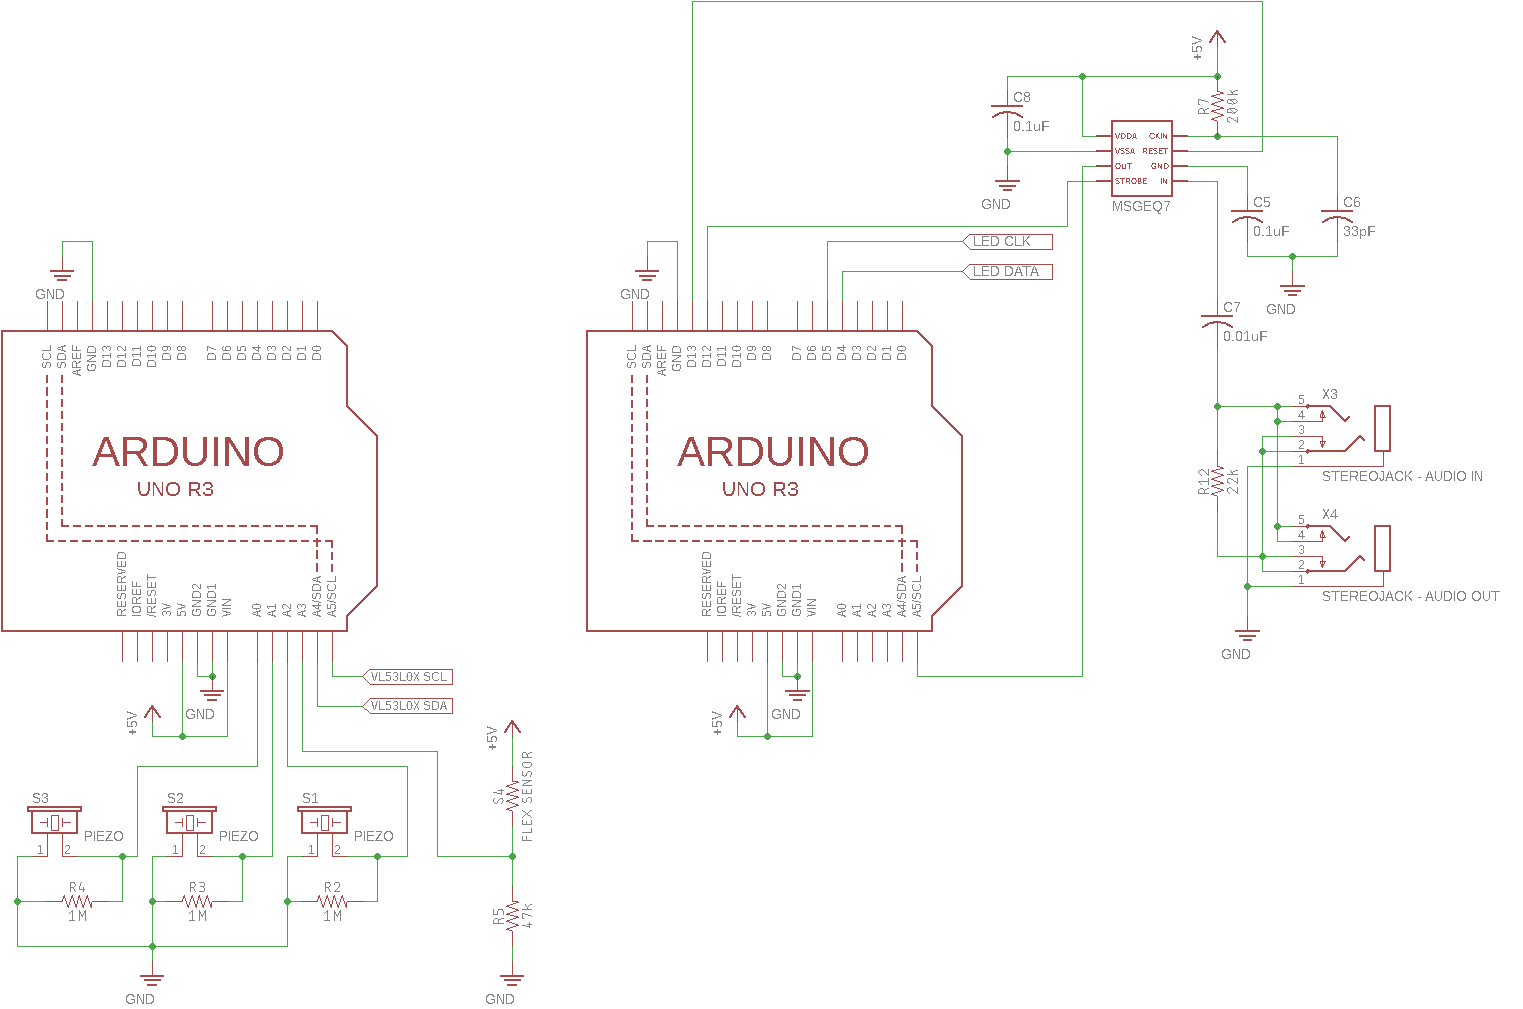 +5V
C8
0.1uF
GND
R7
200k
VDDA
VSSA
OUT
STROBE
CKIN
RESET
GND
IN
MSGEQ7
C5
0.1uF
C6
33pF
GND
C7
0.01uF
LED CLK
LED DATA
GND
SCL
SDA
AREF
GND
D13
D12
D11
D10
D9
D8
D7
D6
D5
D4
D3
D2
D1
D0
ARDUINO
UNO R3
RESERVED
IOREF
/RESET
3V
5V
GND2
GND1
VIN
A0
A1
A2
A3
A4/SDA
A5/SCL
GND
+5V
VL53L0X SCL
VL53L0X SDA
GND
SCL
SDA
AREF
GND
D13
D12
D11
D10
D9
D8
D7
D6
D5
D4
D3
D2
D1
D0
ARDUINO
UNO R3
RESERVED
IOREF
/RESET
3V
5V
GND2
GND1
VIN
A0
A1
A2
A3
A4/SDA
A5/SCL
GND
+5V
X3
5
4
3
2
1
STEREOJACK - AUDIO IN
R12
22k
X4
5
4
3
2
1
STEREOJACK - AUDIO OUT
GND
S3
PIEZO
1
2
R4
1M
S2
PIEZO
1
2
R3
1M
S1
PIEZO
1
2
R2
1M
GND
+5V
S4
FLEX SENSOR
R5
47k
GND